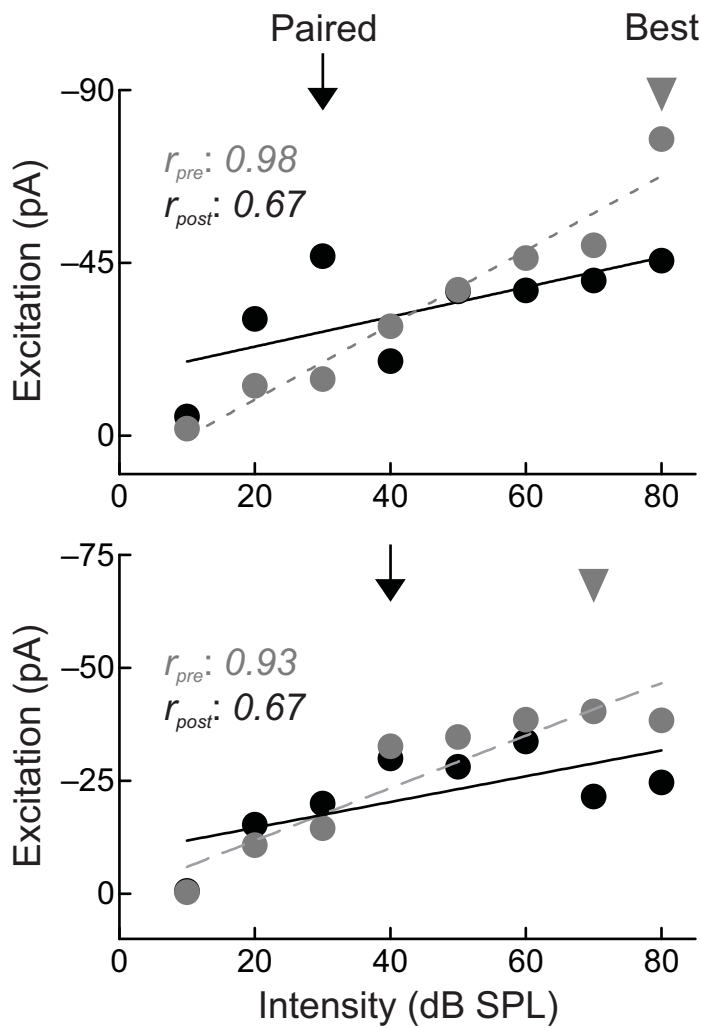 Paired Best
–90
r_pre: 0.98
r_post: 0.67
–45
0
Excitation (pA)
0 20 40 60 80
–75
r_pre: 0.93
r_post: 0.67
–50
–25
0
Excitation (pA)
0 20 40 60 80
Intensity (dB SPL)